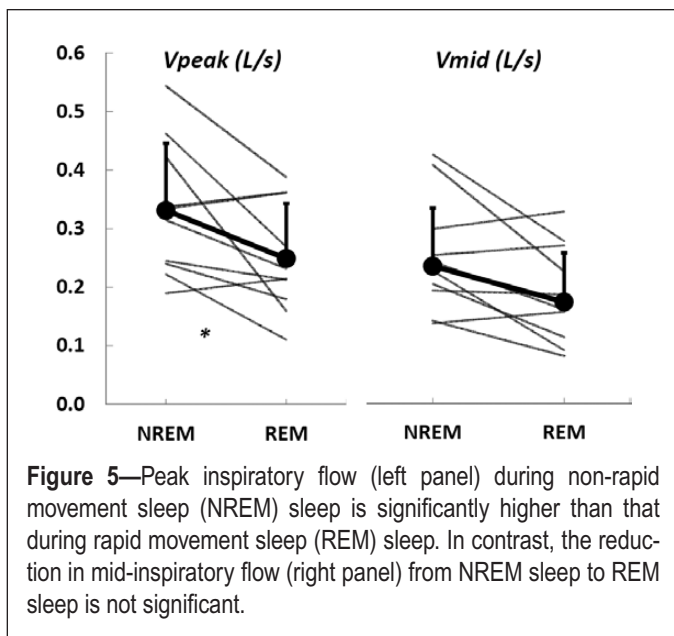 Vpeak (L/s) Vmid (L/s)
0.6
0.5
0.4
0.3
0.2
0.1
0.0
*
NREM REM NREM REM
Figure 5—Peak inspiratory flow (left panel) during non-rapid
movement sleep (NREM) sleep is significantly higher than that
during rapid movement sleep (REM) sleep. In contrast, the reduc-
tion in mid-inspiratory flow (right panel) from NREM sleep to REM
sleep is not significant.